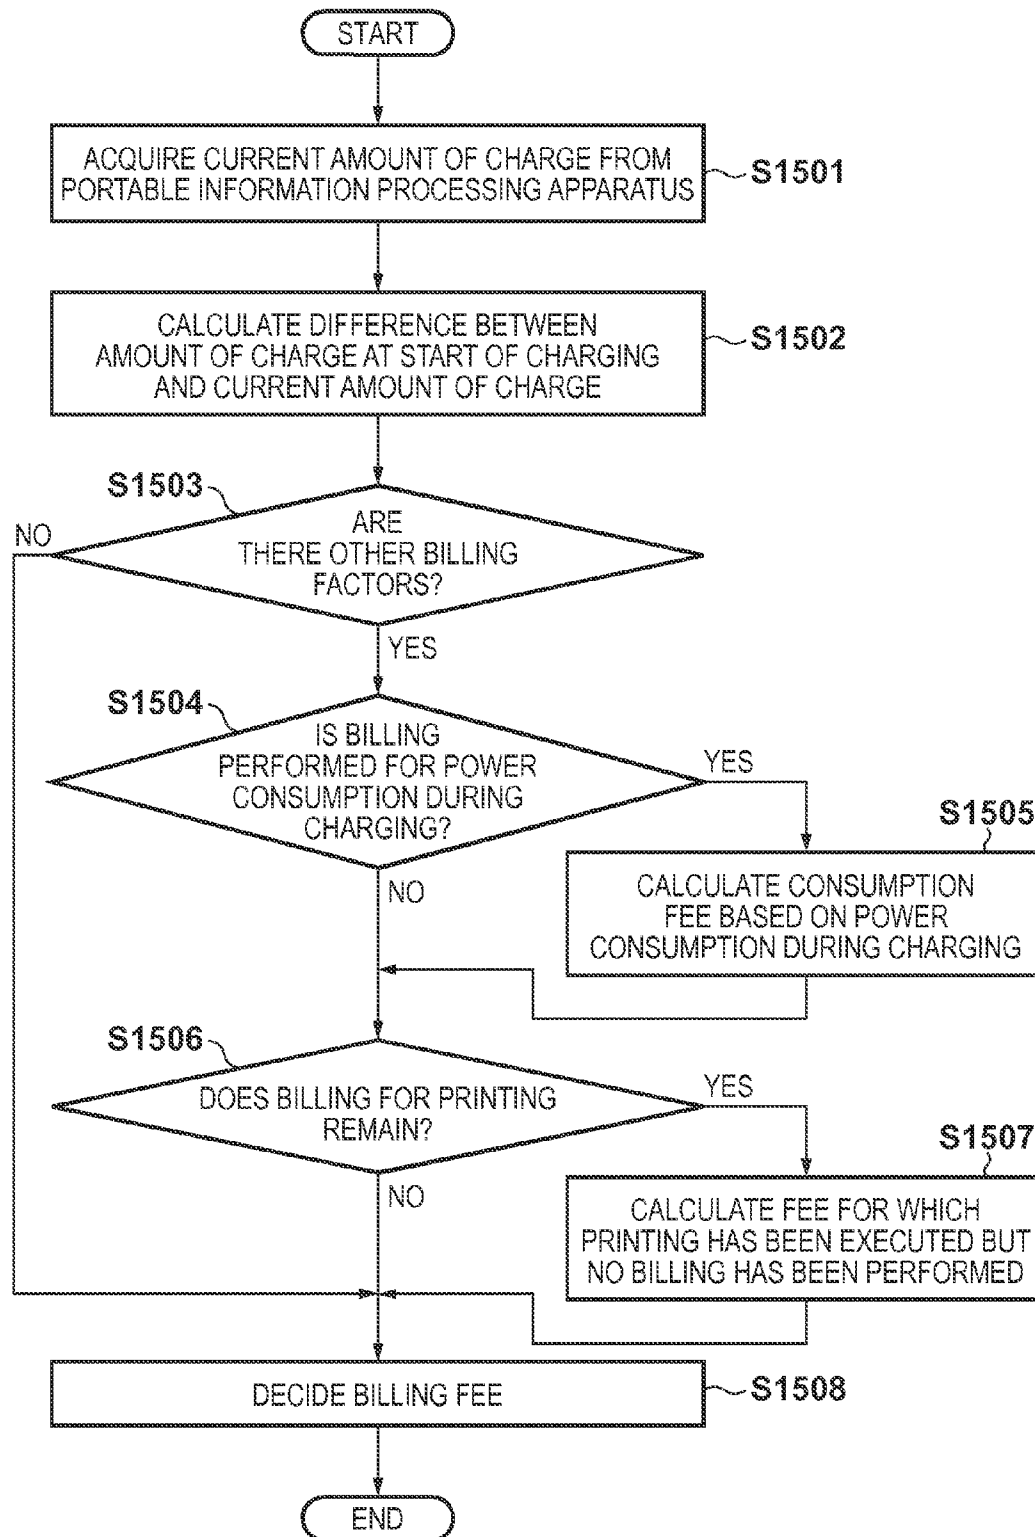 START
ACQUIRE CURRENT AMOUNT OF CHARGE FROM
PORTABLE INFORMATION PROCESSING APPARATUS
S1501
CALCULATE DIFFERENCE BETWEEN
AMOUNT OF CHARGE AT START OF CHARGING
AND CURRENT AMOUNT OF CHARGE
S1502
S1503
NO
ARE
THERE OTHER BILLING
FACTORS?
YES
S1504
IS BILLING
PERFORMED FOR POWER
CONSUMPTION DURING
CHARGING?
YES
NO
S1505
CALCULATE CONSUMPTION
FEE BASED ON POWER
CONSUMPTION DURING CHARGING
S1506
DOES BILLING FOR PRINTING
REMAIN?
YES
NO
S1507
CALCULATE FEE FOR WHICH
PRINTING HAS BEEN EXECUTED BUT
NO BILLING HAS BEEN PERFORMED
DECIDE BILLING FEE
S1508
END